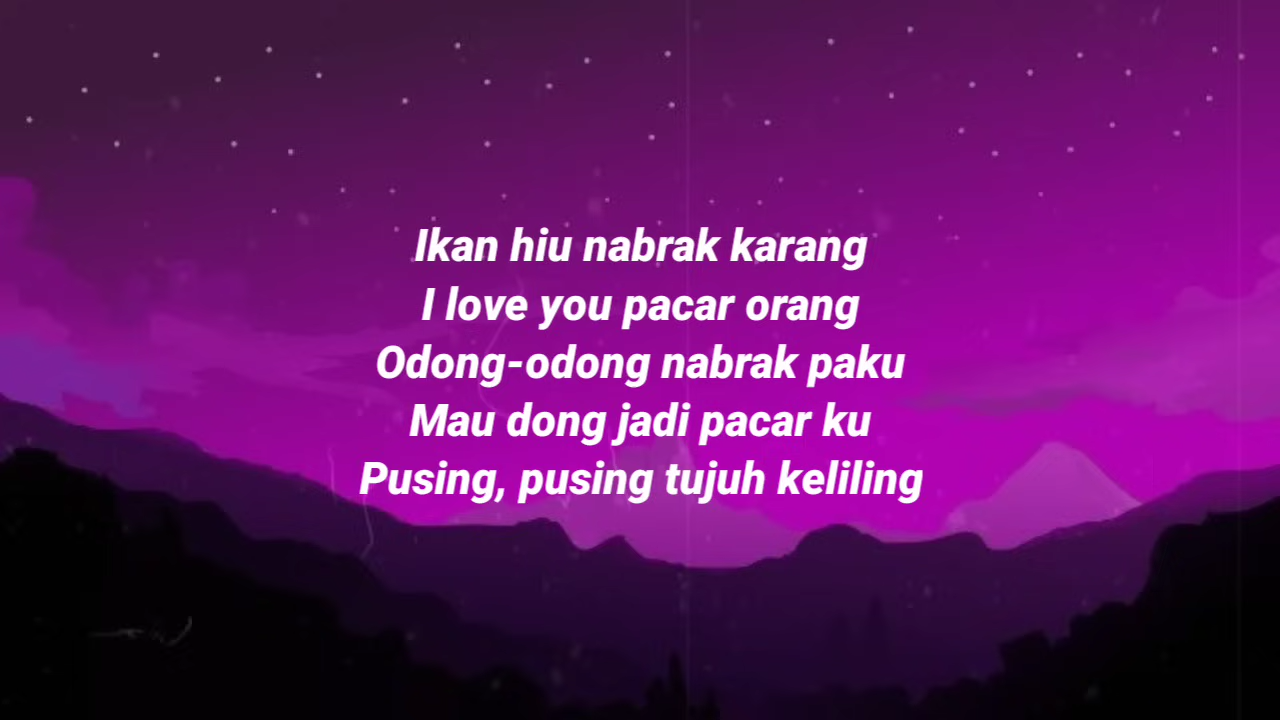 Ikan hiu nabrak karang
I love you pacar orang
Odong-odong nabrak paku
Mau dong jadi pacar ku
Pusing, pusing tujuh keliling